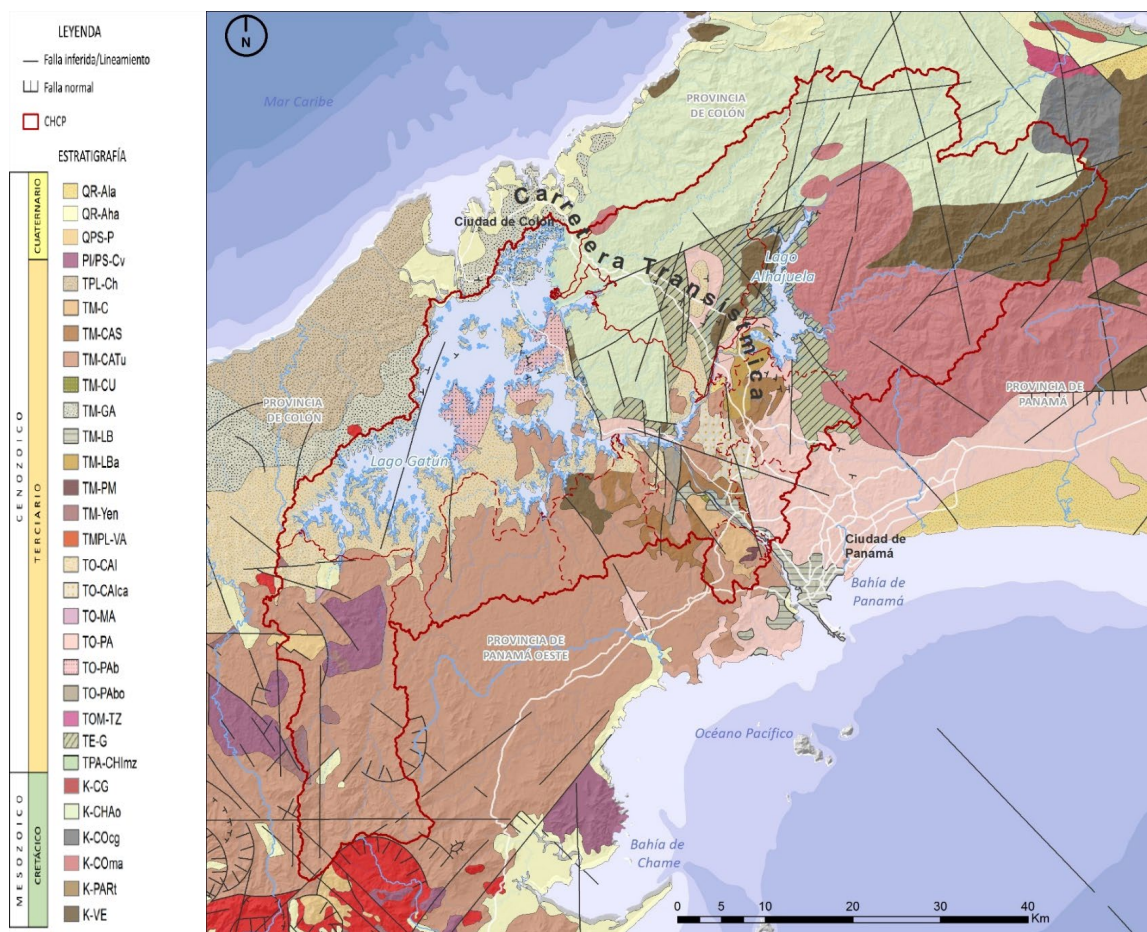 LEYENDA
Falla inferida/Lineamiento
Falla normal
CHCP
ESTRATIGRAFÍA
CENOZOICO
CUATERNARIO
TERCIARIO
MESOZOICO
CRETÁCICO
QR-Ala
QR-Aha
QPS-P
PI/PS-Cv
TPL-Ch
TM-C
TM-CAS
TM-CATu
TM-CU
TM-GA
TM-LB
TM-LBa
TM-PM
TM-Yen
TMPL-VA
TO-CAI
TO-CAIca
TO-MA
TO-PA
TO-PAb
TO-PAbo
TOM-TZ
TE-G
TPA-CHImz
K-CG
K-CHAo
K-COcg
K-COma
K-PARt
K-VE
N
Mar Caribe
PROVINCIA
DE COLÓN
Ciudad de Colón
Carretera Transístmica
Lago
Alhajuela
PROVINCIA
DE COLÓN
Lago Gatún
PROVINCIA DE
PANAMÁ
Ciudad de
Panamá
Bahía de
Panamá
PROVINCIA DE
PANAMÁ OESTE
Océano Pacífico
Bahía de
Chame
0 5 10 20 30 40
Km